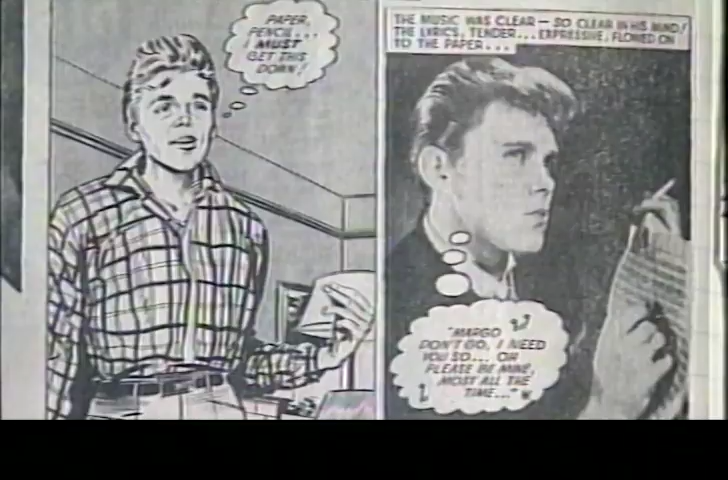 PAPER,
PENCIL...
I MUST
GET THIS
DOWN!
THE MUSIC WAS CLEAR — SO CLEAR IN HIS MIND!
THE LYRICS, TENDER... EXPRESSIVE, FLOWED ON
TO THE PAPER...
"MARGO
DON'T GO, I NEED
YOU SO... OH
PLEASE BE MINE,
MOST ALL THE
TIME..."